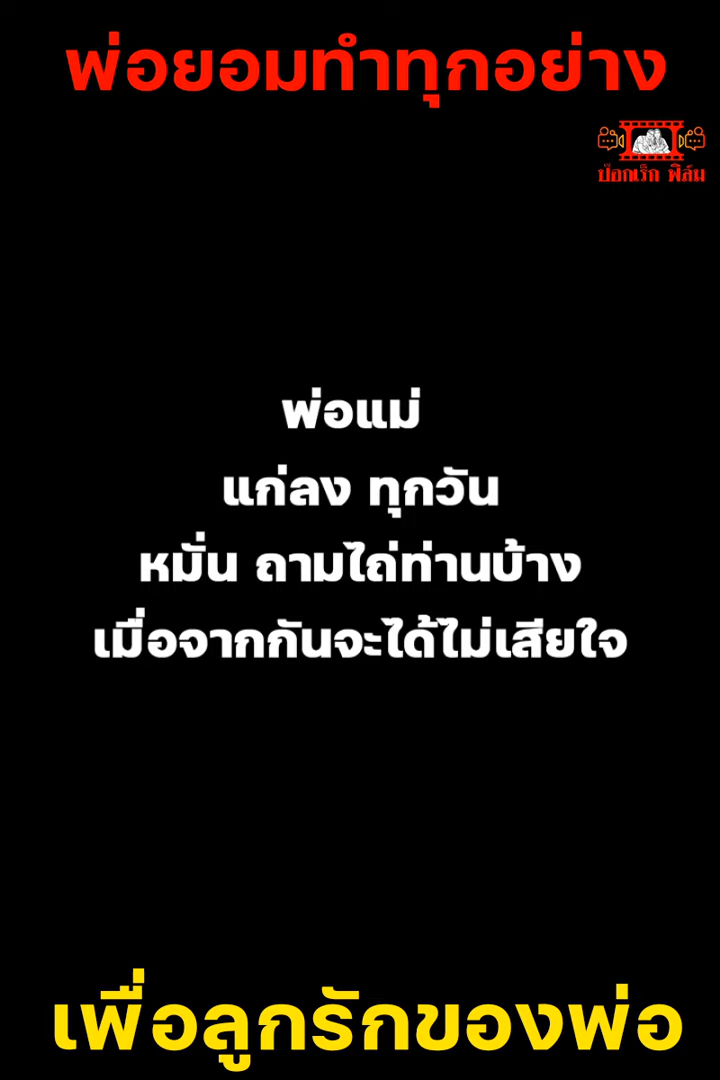 พ่อยอมทำทุกอย่าง
ป๊อกเร็ก ฟิล์ม
พ่อแม่
แก่ลง ทุกวัน
หมั่น ถามไถ่ท่านบ้าง
เมื่อจากกันจะได้ไม่เสียใจ
เพื่อลูกรักของพ่อ